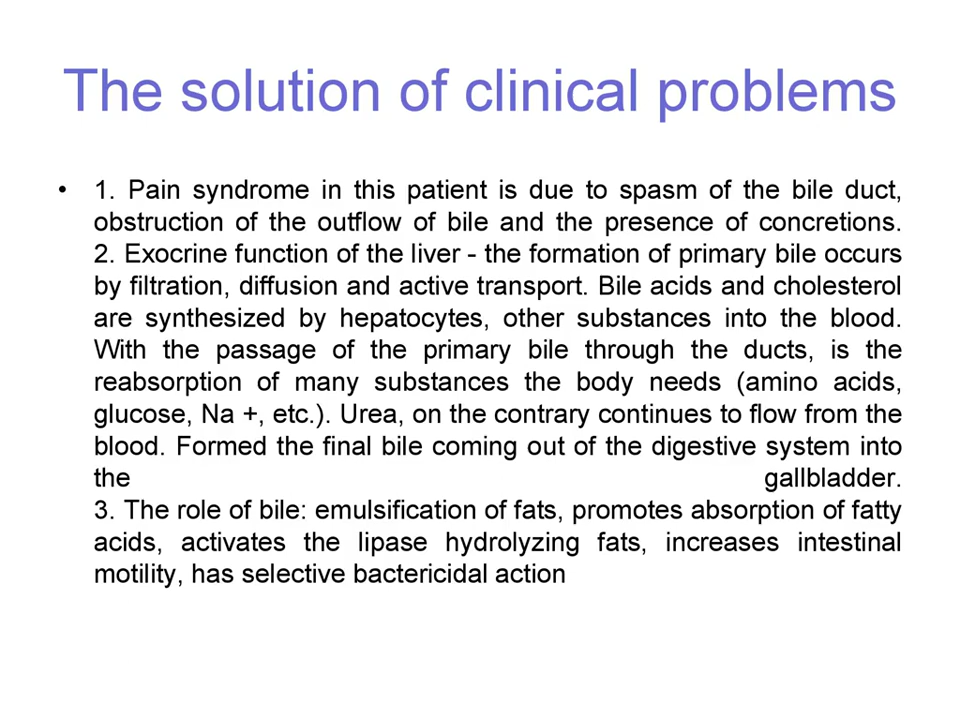 The solution of clinical problems
• 1. Pain syndrome in this patient is due to spasm of the bile duct,
obstruction of the outflow of bile and the presence of concretions.
2. Exocrine function of the liver - the formation of primary bile occurs
by filtration, diffusion and active transport. Bile acids and cholesterol
are synthesized by hepatocytes, other substances into the blood.
With the passage of the primary bile through the ducts, is the
reabsorption of many substances the body needs (amino acids,
glucose, Na +, etc.). Urea, on the contrary continues to flow from the
blood. Formed the final bile coming out of the digestive system into
the gallbladder.
3. The role of bile: emulsification of fats, promotes absorption of fatty
acids, activates the lipase hydrolyzing fats, increases intestinal
motility, has selective bactericidal action